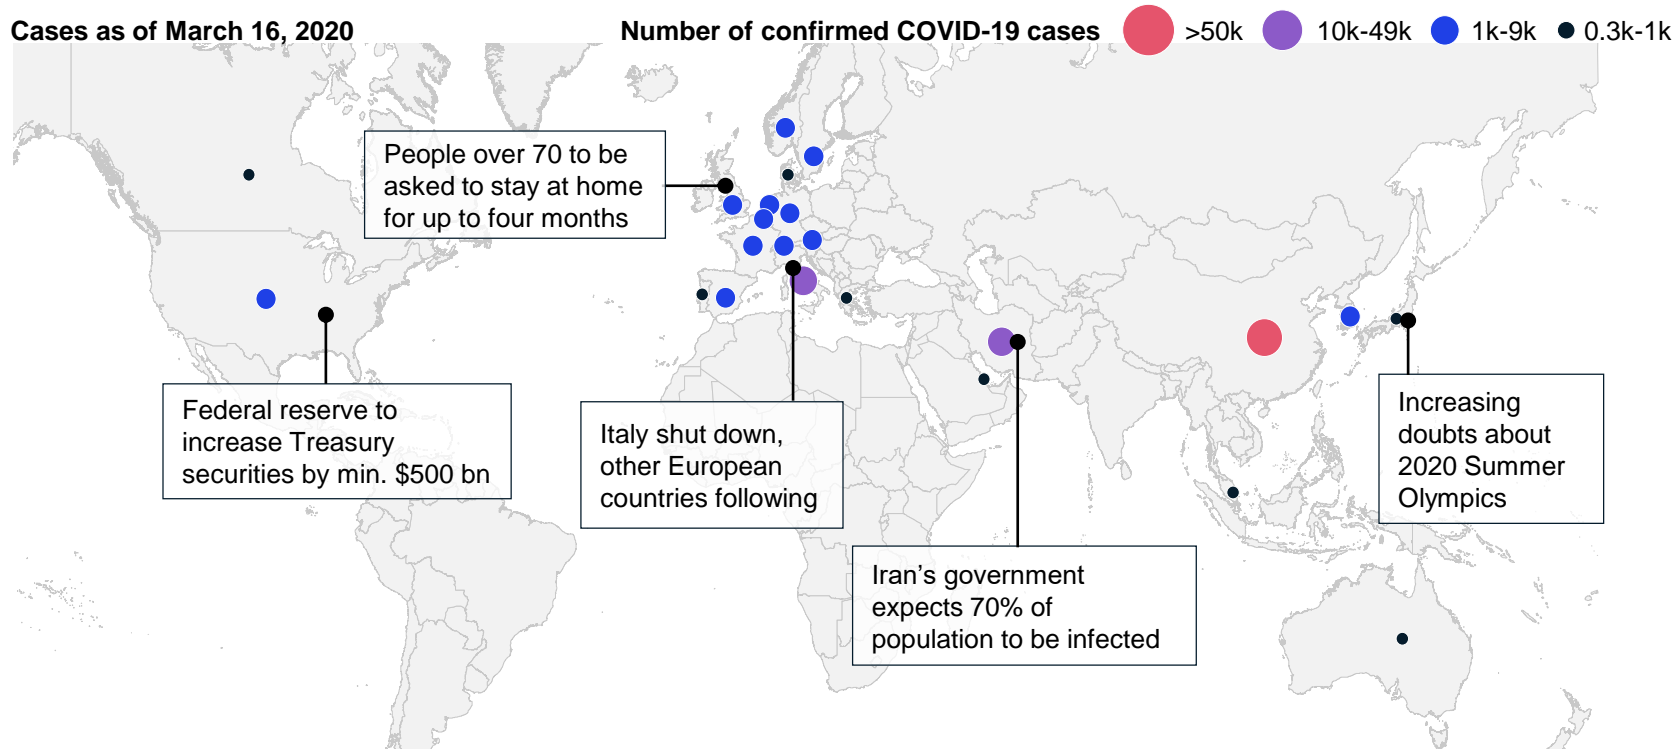 Cases as of March 16, 2020
Number of confirmed COVID-19 cases
>50k
10k-49k
1k-9k
0.3k-1k
People over 70 to be
asked to stay at home
for up to four months
Federal reserve to
increase Treasury
securities by min. $500 bn
Italy shut down,
other European
countries following
Iran’s government
expects 70% of
population to be infected
Increasing
doubts about
2020 Summer
Olympics